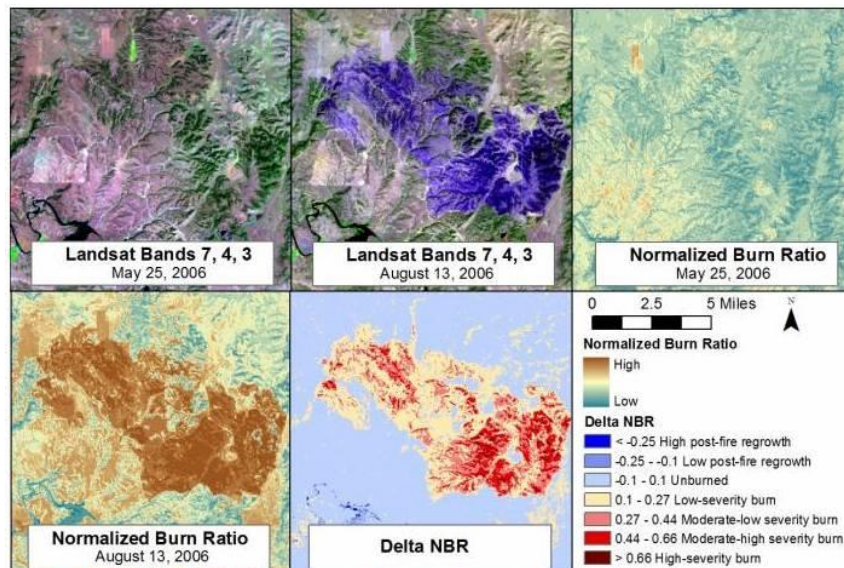 Landsat Bands 7, 4, 3
May 25, 2006
Landsat Bands 7, 4, 3
August 13, 2006
Normalized Burn Ratio
May 25, 2006
Normalized Burn Ratio
August 13, 2006
Delta NBR
0 2.5 5 Miles
N
Normalized Burn Ratio
High
Low
Delta NBR
< -0.25 High post-fire regrowth
-0.25 - -0.1 Low post-fire regrowth
-0.1 - 0.1 Unburned
0.1 - 0.27 Low-severity burn
0.27 - 0.44 Moderate-low severity burn
0.44 - 0.66 Moderate-high severity burn
> 0.66 High-severity burn